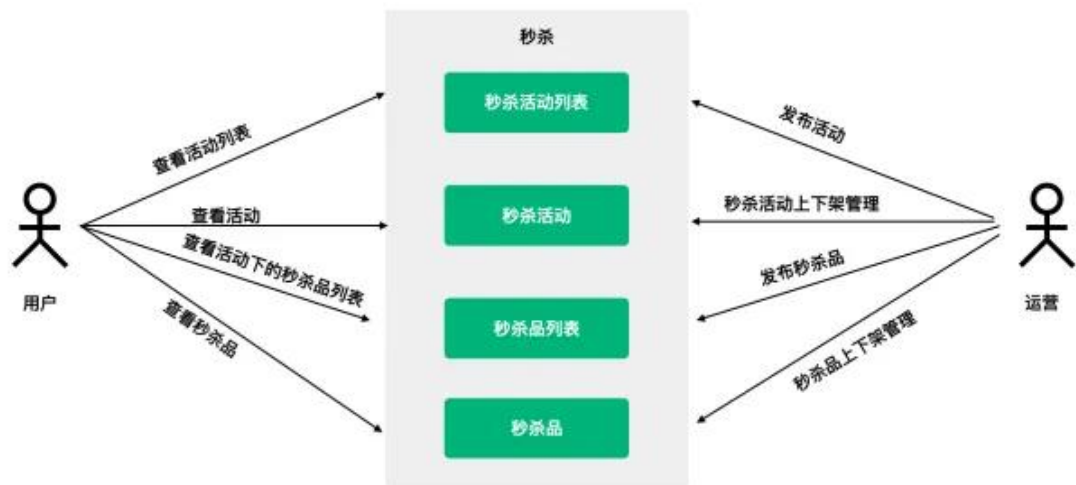 秒杀
秒杀活动列表
秒杀活动
秒杀品列表
秒杀品
查看活动列表
查看活动
查看活动下的秒杀品列表
查看秒杀品
用户
发布活动
秒杀活动上下架管理
发布秒杀品
秒杀品上下架管理
运营